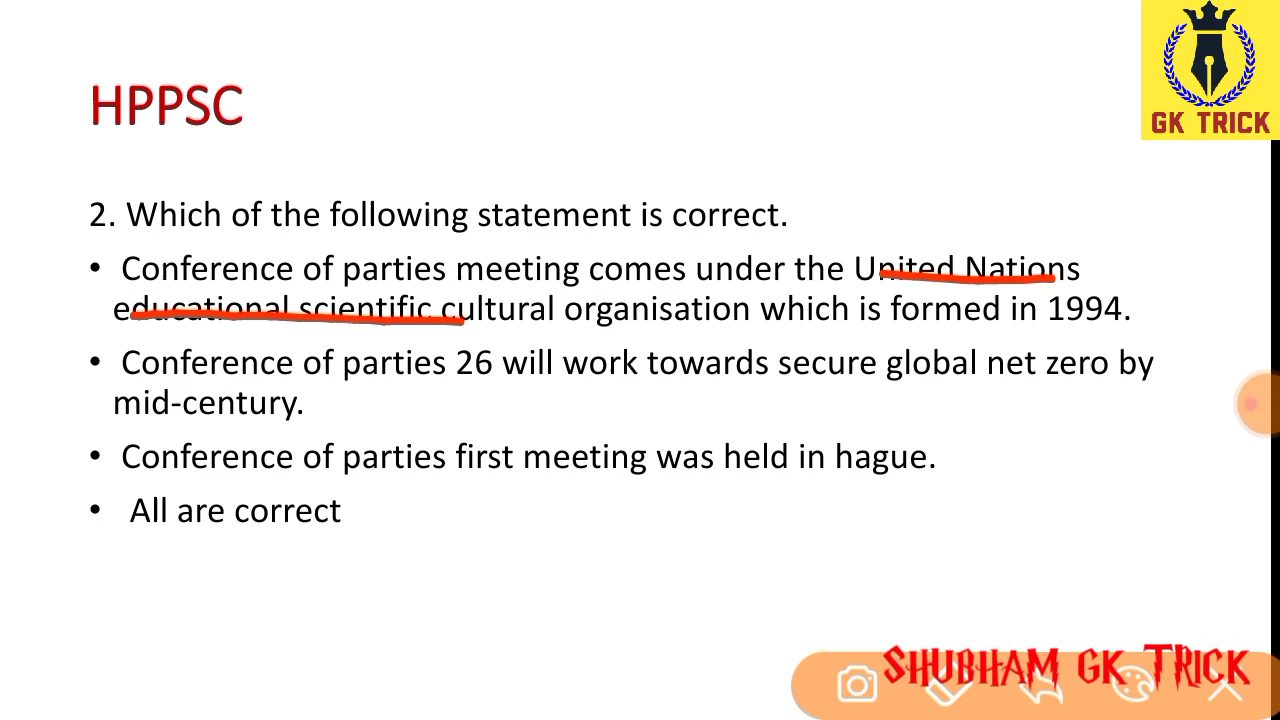 GK TRICK
HPPSC
2. Which of the following statement is correct.
• Conference of parties meeting comes under the United Nations
educational scientific cultural organisation which is formed in 1994.
• Conference of parties 26 will work towards secure global net zero by
mid-century.
• Conference of parties first meeting was held in hague.
• All are correct
SHUBHAM GK TRICK